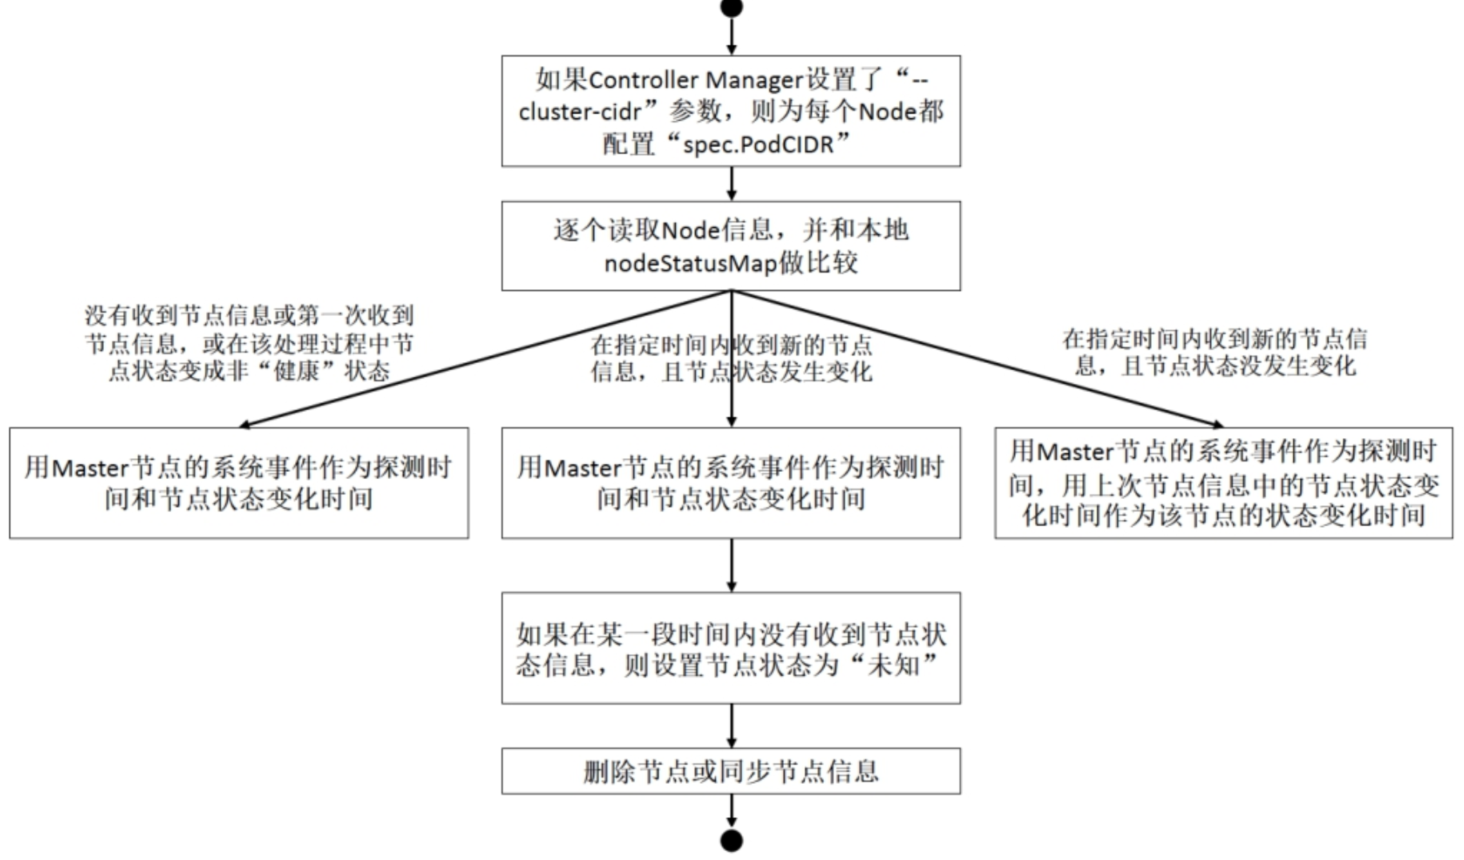 如果Controller Manager设置了“--
cluster-cidr”参数，则为每个Node都
配置“spec.PodCIDR”
逐个读取Node信息，并和本地
nodeStatusMap做比较
没有收到节点信息或第一次收到
节点信息，或在该处理过程中节
点状态变成非“健康”状态
在指定时间内收到新的节点
信息，且节点状态发生变化
在指定时间内收到新的节点信
息，且节点状态没发生变化
用Master节点的系统事件作为探测时
间和节点状态变化时间
用Master节点的系统事件作为探测时
间和节点状态变化时间
用Master节点的系统事件作为探测时
间，用上次节点信息中的节点状态变
化时间作为该节点的状态变化时间
如果在某一段时间内没有收到节点状
态信息，则设置节点状态为“未知”
删除节点或同步节点信息